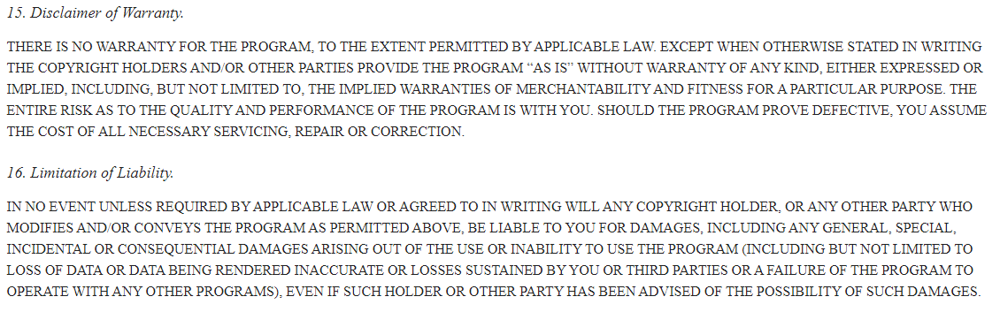 15. Disclaimer of Warranty.
THERE IS NO WARRANTY FOR THE PROGRAM, TO THE EXTENT PERMITTED BY APPLICABLE LAW. EXCEPT WHEN OTHERWISE STATED IN WRITING
THE COPYRIGHT HOLDERS AND/OR OTHER PARTIES PROVIDE THE PROGRAM “AS IS” WITHOUT WARRANTY OF ANY KIND, EITHER EXPRESSED OR
IMPLIED, INCLUDING, BUT NOT LIMITED TO, THE IMPLIED WARRANTIES OF MERCHANTABILITY AND FITNESS FOR A PARTICULAR PURPOSE. THE
ENTIRE RISK AS TO THE QUALITY AND PERFORMANCE OF THE PROGRAM IS WITH YOU. SHOULD THE PROGRAM PROVE DEFECTIVE, YOU ASSUME
THE COST OF ALL NECESSARY SERVICING, REPAIR OR CORRECTION.
16. Limitation of Liability.
IN NO EVENT UNLESS REQUIRED BY APPLICABLE LAW OR AGREED TO IN WRITING WILL ANY COPYRIGHT HOLDER, OR ANY OTHER PARTY WHO
MODIFIES AND/OR CONVEYS THE PROGRAM AS PERMITTED ABOVE, BE LIABLE TO YOU FOR DAMAGES, INCLUDING ANY GENERAL, SPECIAL,
INCIDENTAL OR CONSEQUENTIAL DAMAGES ARISING OUT OF THE USE OR INABILITY TO USE THE PROGRAM (INCLUDING BUT NOT LIMITED TO
LOSS OF DATA OR DATA BEING RENDERED INACCURATE OR LOSSES SUSTAINED BY YOU OR THIRD PARTIES OR A FAILURE OF THE PROGRAM TO
OPERATE WITH ANY OTHER PROGRAMS), EVEN IF SUCH HOLDER OR OTHER PARTY HAS BEEN ADVISED OF THE POSSIBILITY OF SUCH DAMAGES.